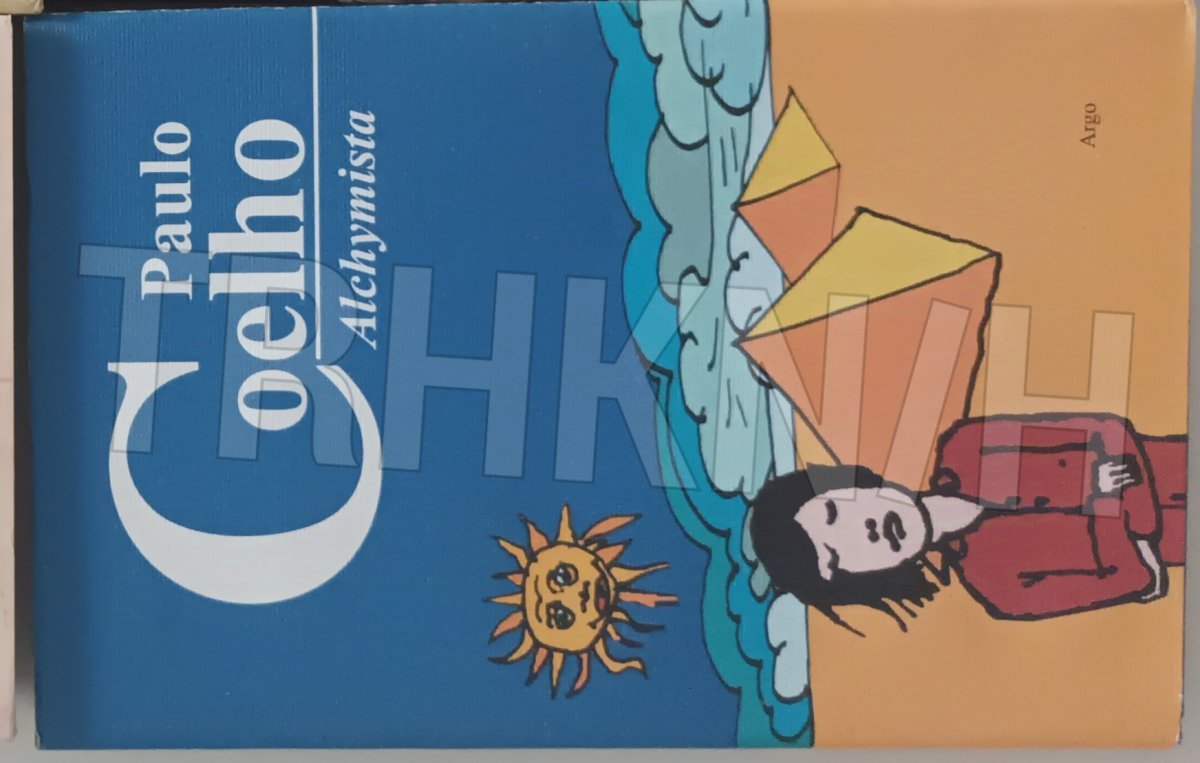 Paulo
Coelho
Alchymista
Argo
TRHKNIH